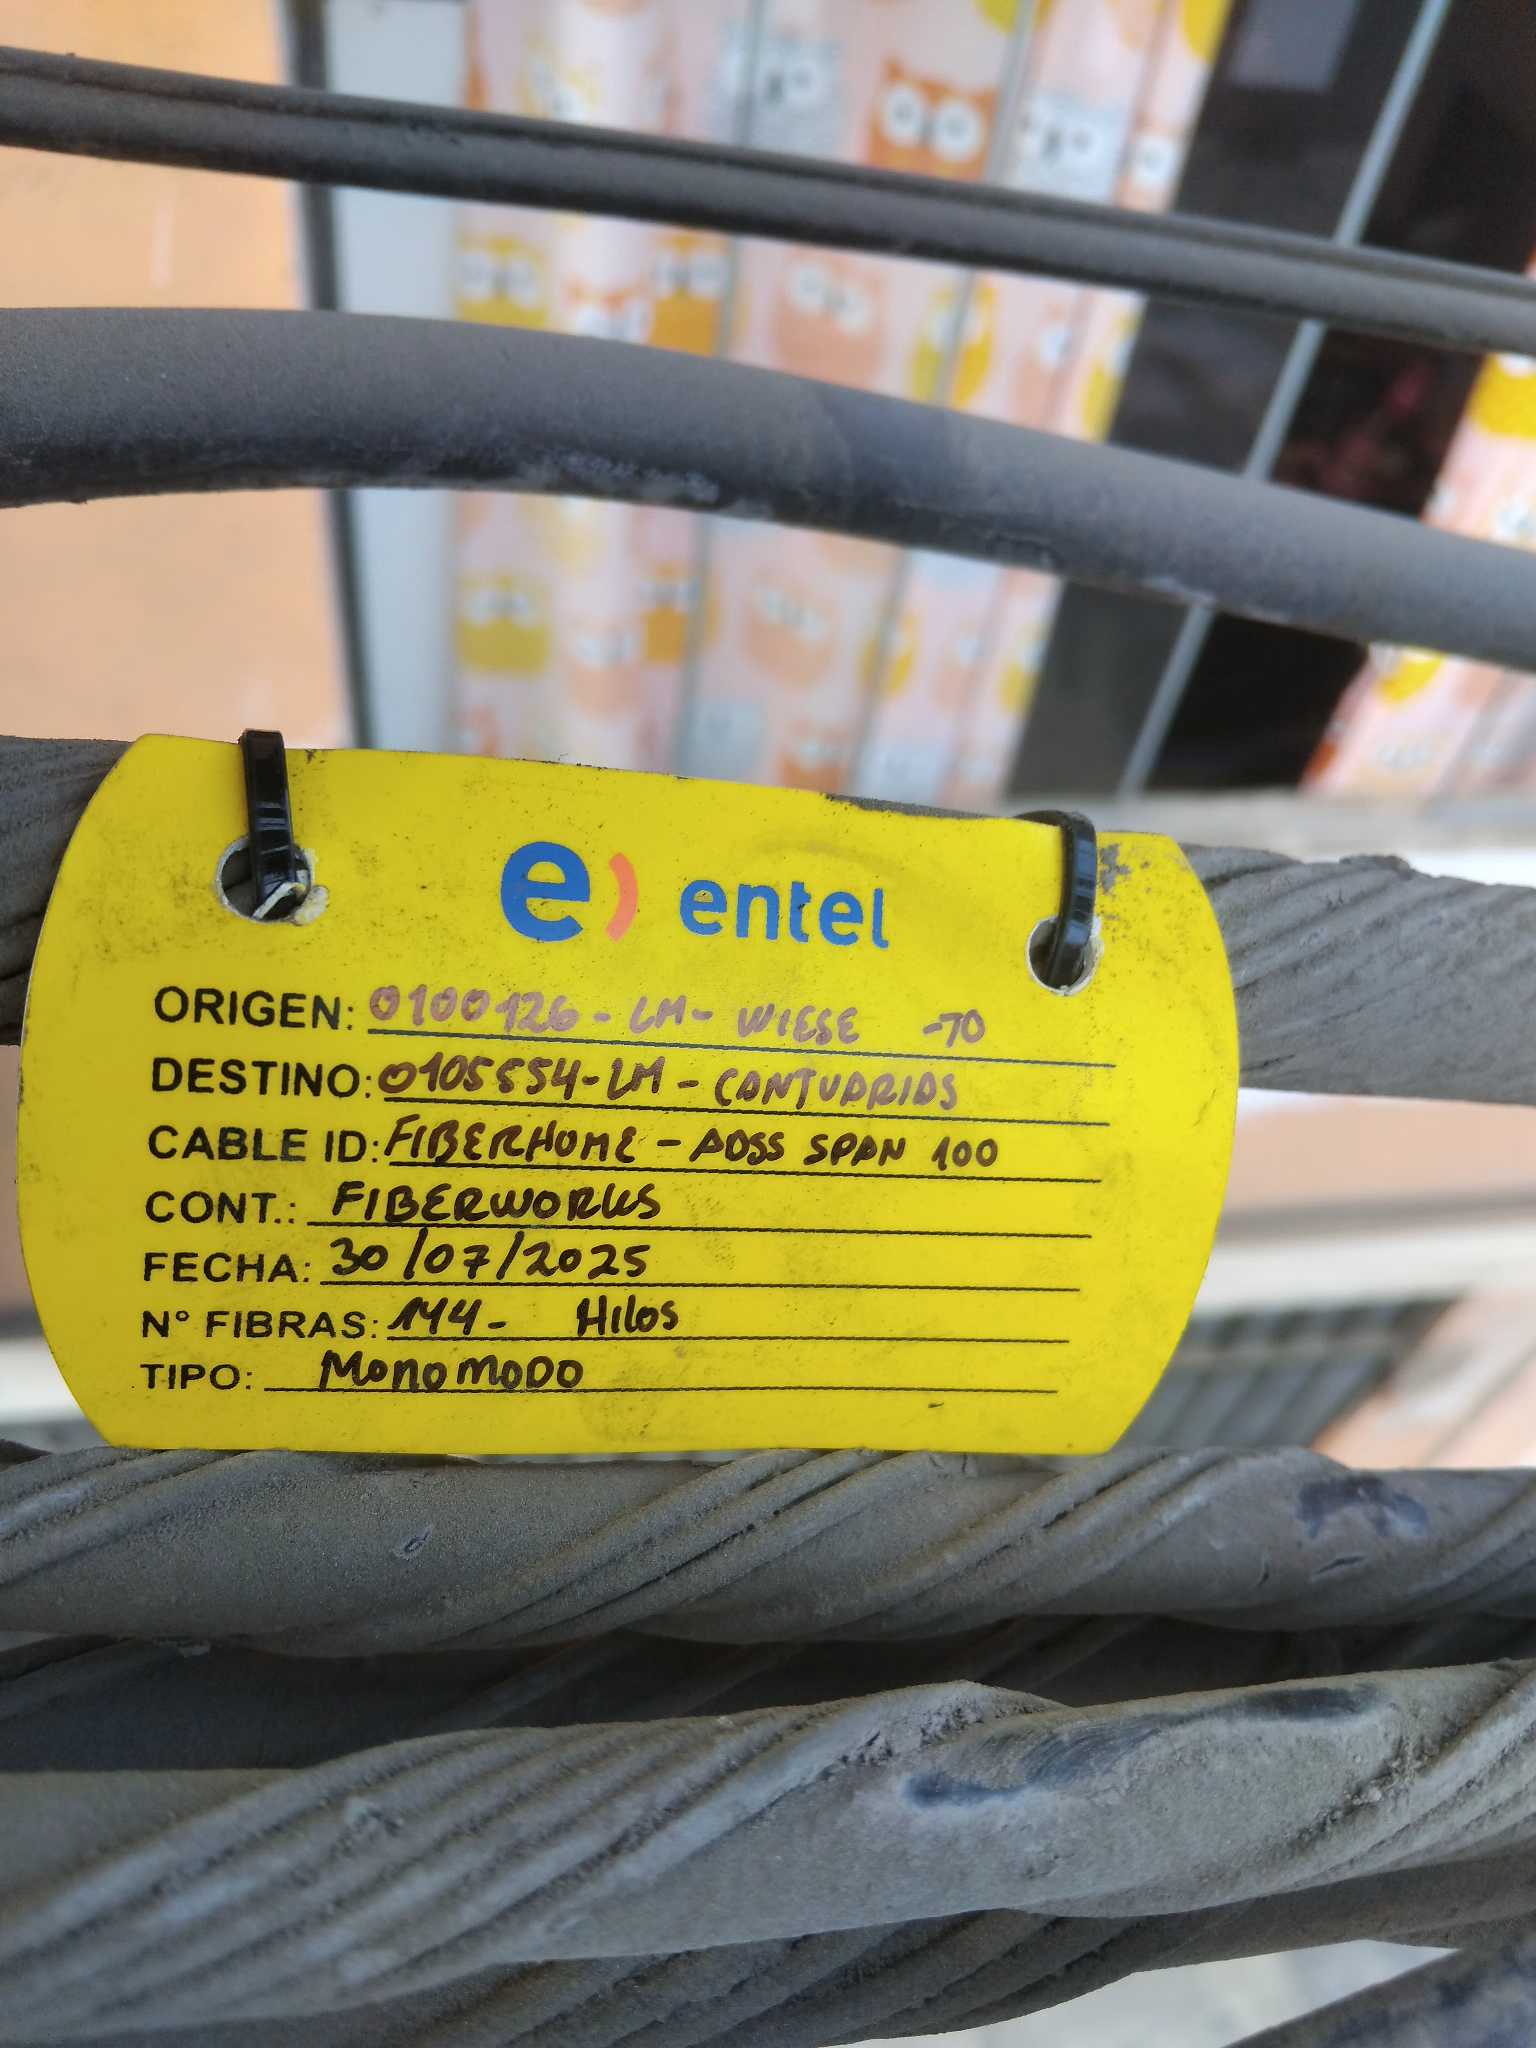 e) entel
ORIGEN: 0100126-LM-WIESE -70
DESTINO: 0105554-LM-CANTUARIAS
CABLE ID: FIBERHOME-ADSS SPAN 100
CONT.: FIBERWORKS
FECHA: 30/07/2025
N° FIBRAS: 144- Hilos
TIPO: MONOMODO